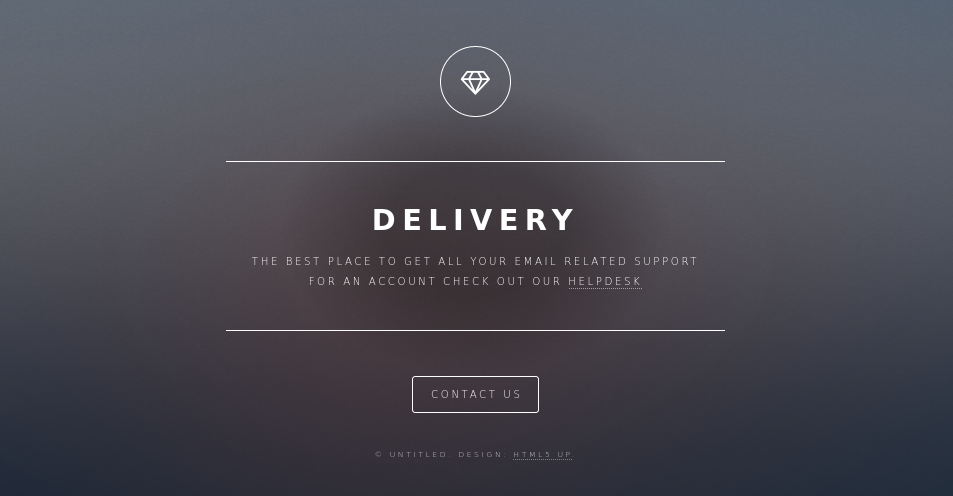 DELIVERY
THE BEST PLACE TO GET ALL YOUR EMAIL RELATED SUPPORT
FOR AN ACCOUNT CHECK OUT OUR HELPDESK
CONTACT US
© UNTITLED. DESIGN: HTML5 UP.